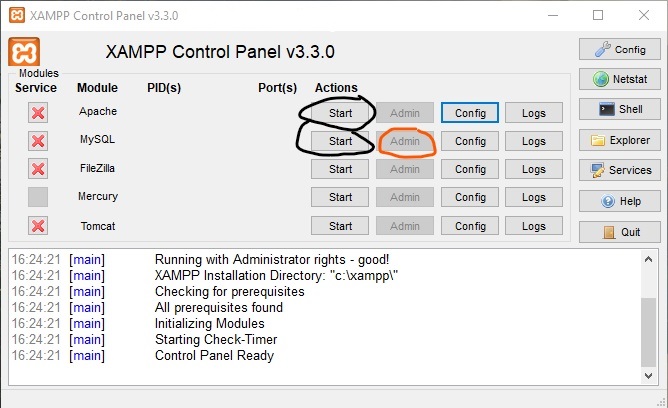 XAMPP Control Panel v3.3.0
XAMPP Control Panel v3.3.0
Config
Modules
Service Module PID(s) Port(s) Actions
Netstat
Apache Start Admin Config Logs
Shell
MySQL Start Admin Config Logs
Explorer
FileZilla Start Admin Config Logs
Services
Mercury Start Admin Config Logs
Help
Tomcat Start Admin Config Logs
Quit
16:24:21 [main] Running with Administrator rights - good!
16:24:21 [main] XAMPP Installation Directory: "c:\xampp\"
16:24:21 [main] Checking for prerequisites
16:24:21 [main] All prerequisites found
16:24:21 [main] Initializing Modules
16:24:21 [main] Starting Check-Timer
16:24:21 [main] Control Panel Ready